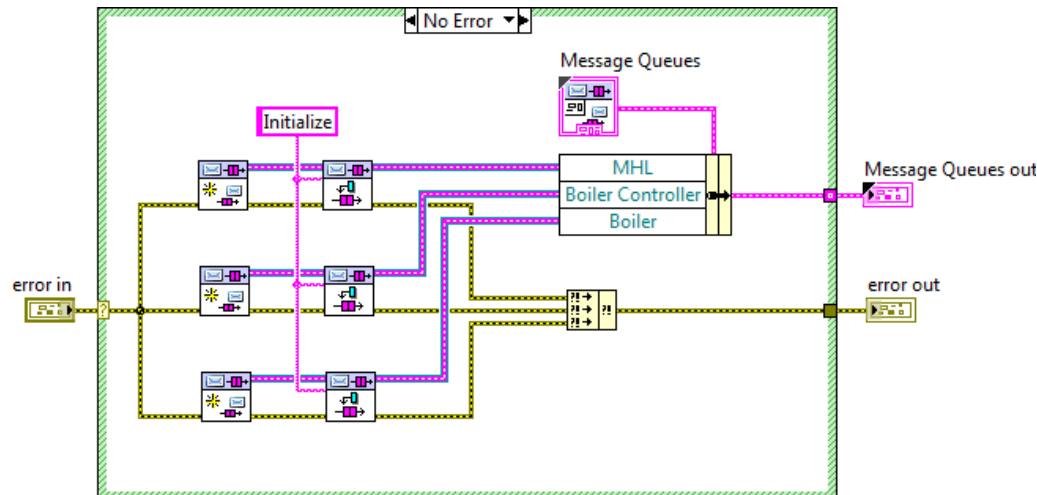 No Error
Message Queues
Initialize
MHL
Boiler Controller
Boiler
Message Queues out
error in
error out
?
?!
?!
?!
?!